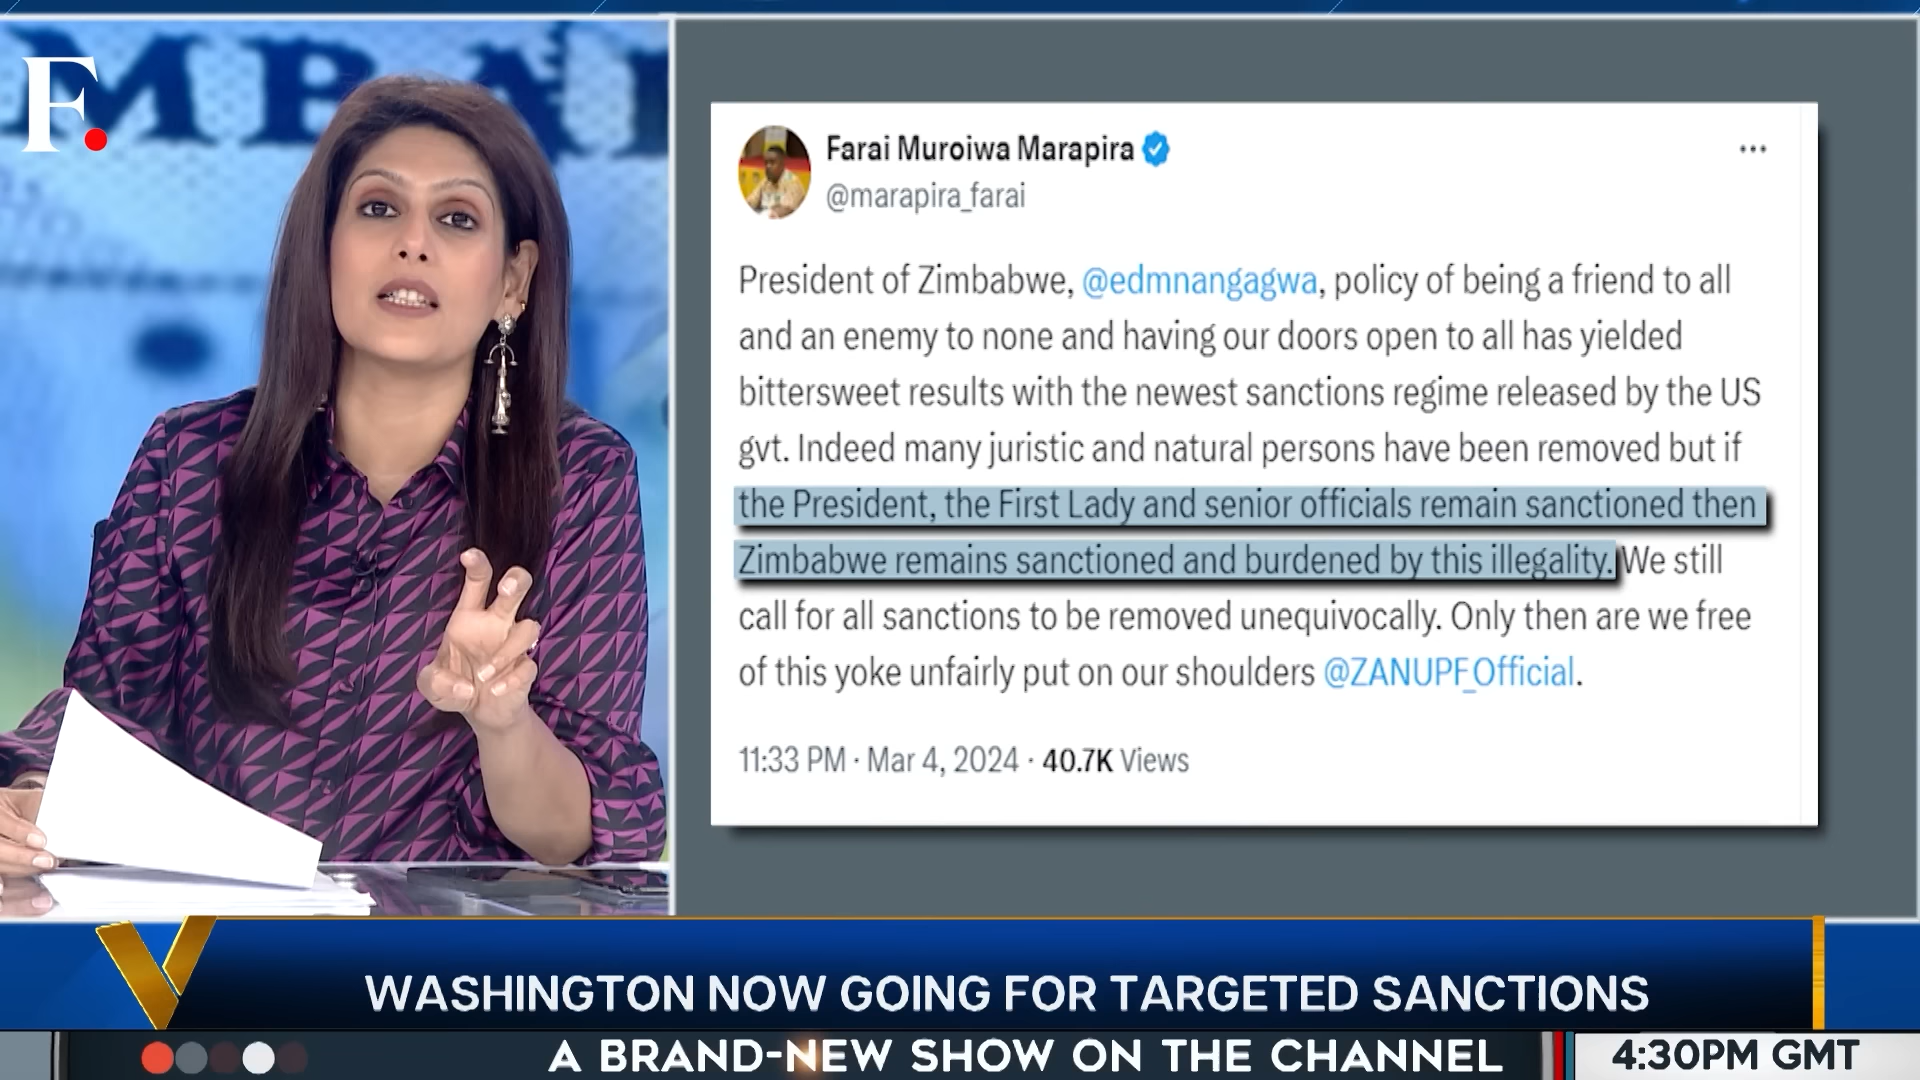 MBA
F.
Farai Muroiwa Marapira
@marapira_farai
President of Zimbabwe, @edmnangagwa, policy of being a friend to all
and an enemy to none and having our doors open to all has yielded
bittersweet results with the newest sanctions regime released by the US
gvt. Indeed many juristic and natural persons have been removed but if
the President, the First Lady and senior officials remain sanctioned then
Zimbabwe remains sanctioned and burdened by this illegality. We still
call for all sanctions to be removed unequivocally. Only then are we free
of this yoke unfairly put on our shoulders @ZANUPF_Official.
11:33 PM · Mar 4, 2024 · 40.7K Views
V
WASHINGTON NOW GOING FOR TARGETED SANCTIONS
A BRAND-NEW SHOW ON THE CHANNEL
4:30PM GMT